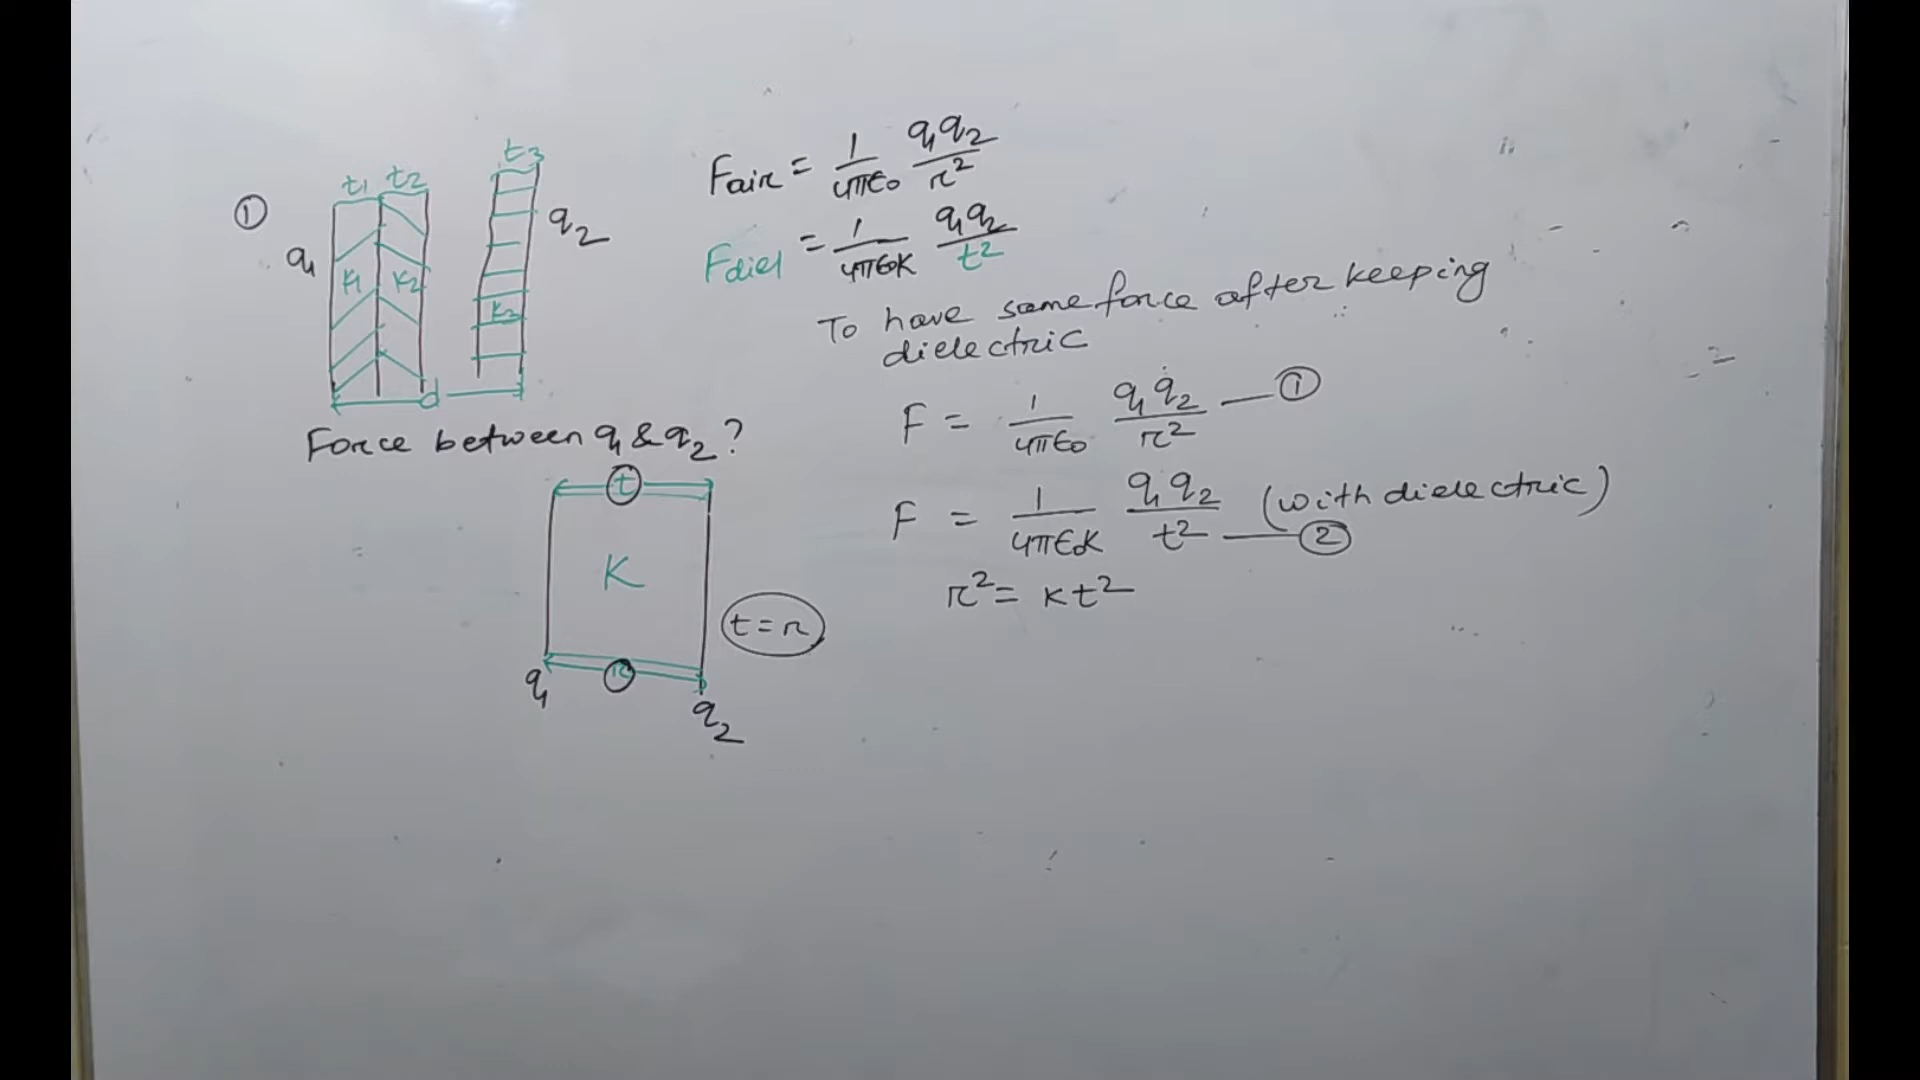 ①
t1 t2 t3
q1 K1 K2 K3 q2
d
Force between q1 & q2?
t
K
t = r
r
q1 q2
Fair = 1/4πε0 q1q2/r²
Fdiel = 1/4πε0K q1q2/t²
To have same force after keeping
dielectric
F = 1/4πε0 q1q2/r² — ①
F = 1/4πε0K q1q2/t² (with dielectric) — ②
r² = Kt²